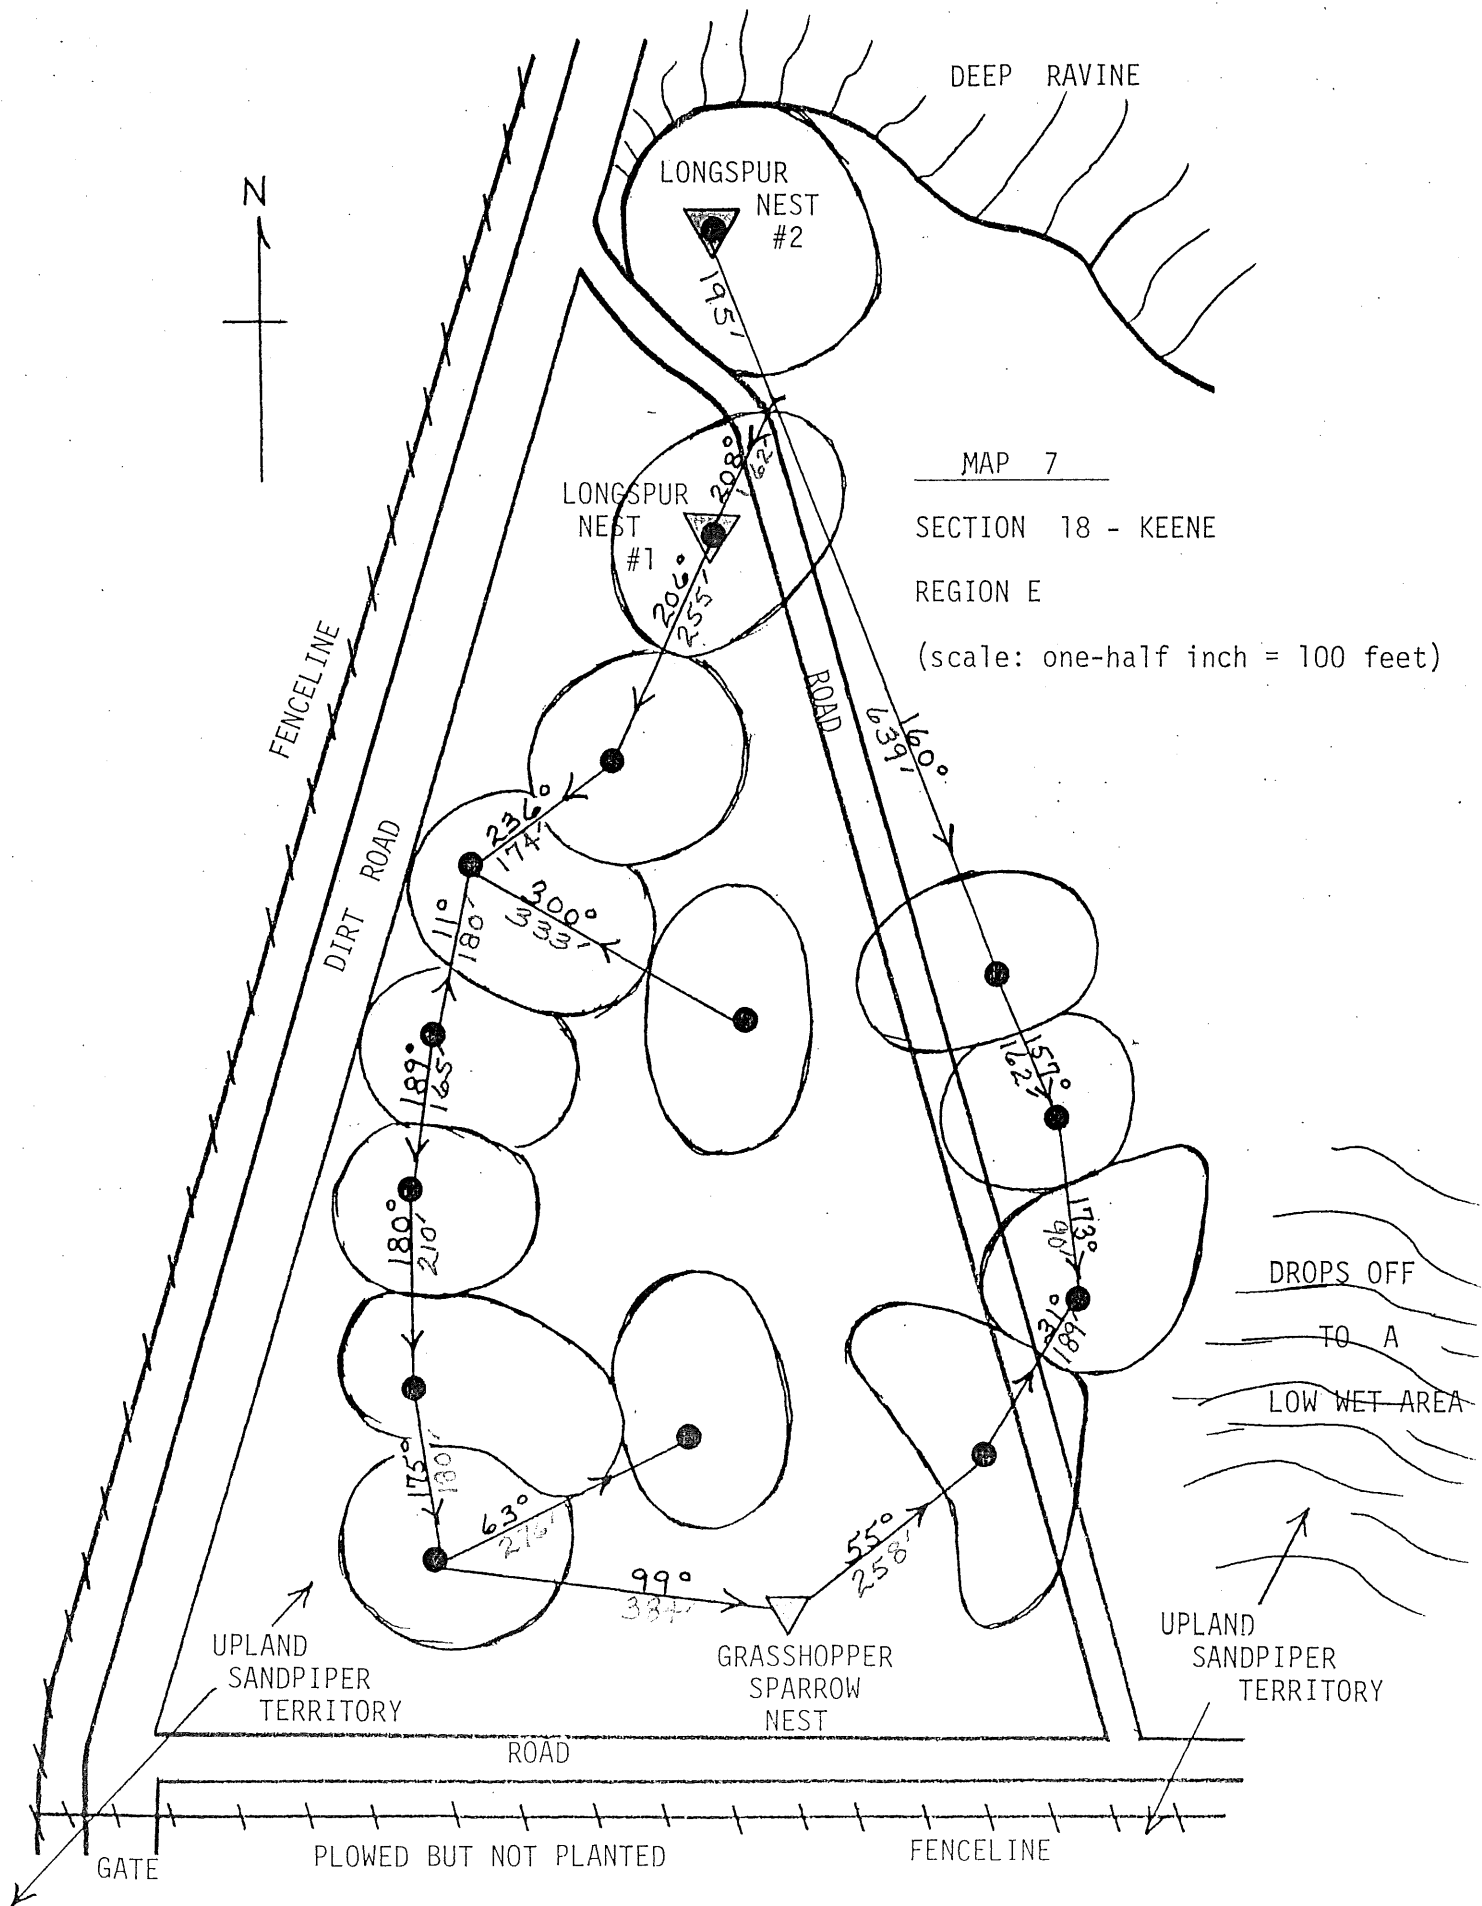 DEEP RAVINE
N
LONGSPUR
NEST
#2
195'
MAP 7
SECTION 18 - KEENE
REGION E
(scale: one-half inch = 100 feet)
208°
162'
LONGSPUR
NEST
#1
206°
255'
FENCELINE
ROAD
160°
639'
236°
174'
DIRT ROAD
300°
333'
11°
180'
189°
165'
157°
162'
180°
210'
173°
90'
DROPS OFF
TO A
LOW WET AREA
31°
189'
175°
180'
63°
276'
55°
258'
99°
384'
GRASSHOPPER
SPARROW
NEST
UPLAND
SANDPIPER
TERRITORY
UPLAND
SANDPIPER
TERRITORY
ROAD
GATE
PLOWED BUT NOT PLANTED
FENCELINE